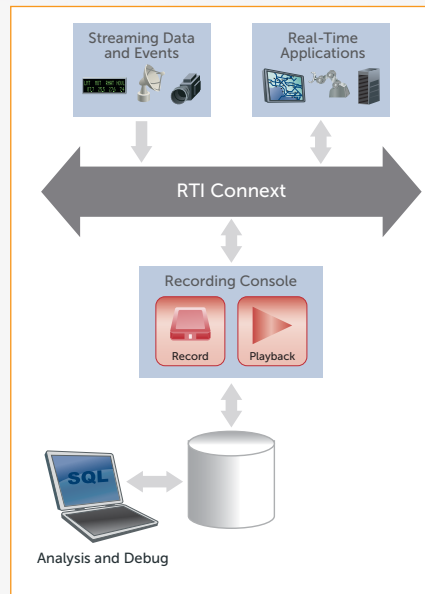 Streaming Data
and Events
Real-Time
Applications
RTI Connext
Recording Console
Record
Playback
SQL
Analysis and Debug